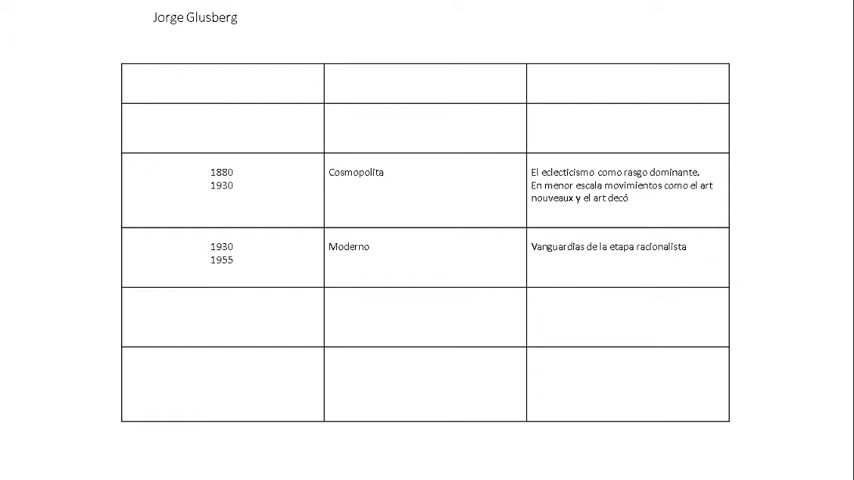 Jorge Glusberg
1880
1930
Cosmopolita
El eclecticismo como rasgo dominante.
En menor escala movimientos como el art
nouveaux y el art decó
1930
1955
Moderno
Vanguardias de la etapa racionalista